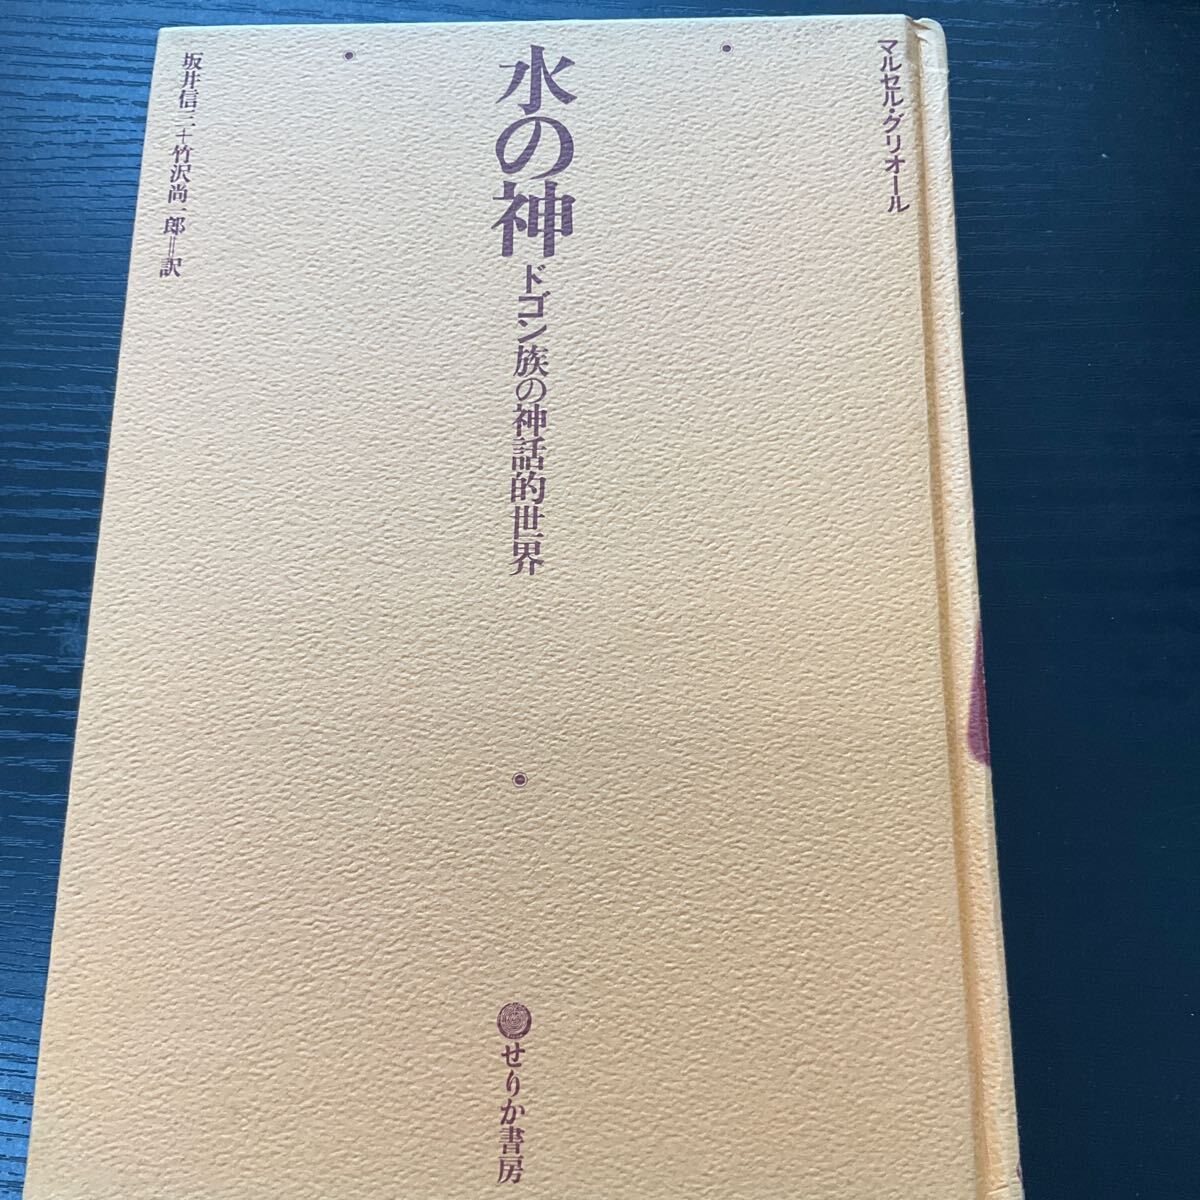 マルセル・グリオール
水の神
ドゴン族の神話的世界
坂井信三+竹沢尚一郎=訳
せりか書房